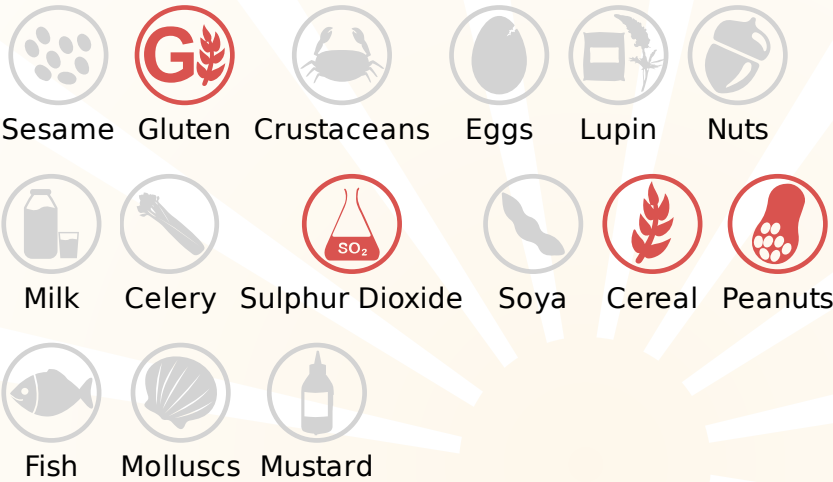 G
Sesame Gluten Crustaceans Eggs Lupin Nuts
SO₂
Milk Celery Sulphur Dioxide Soya Cereal Peanuts
Fish Molluscs Mustard